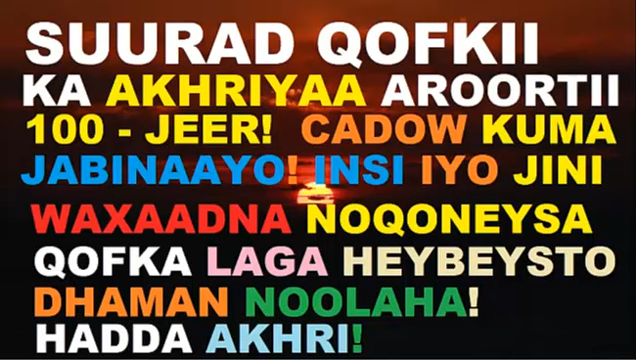 SUURAD QOFKII
KA AKHRIYAA AROORTII
100 - JEER! CADOW KUMA
JABINAAYO! INSI IYO JINI
WAXAADNA NOQONEYSA
QOFKA LAGA HEYBEYSTO
DHAMAN NOOLAHA!
HADDA AKHRI!